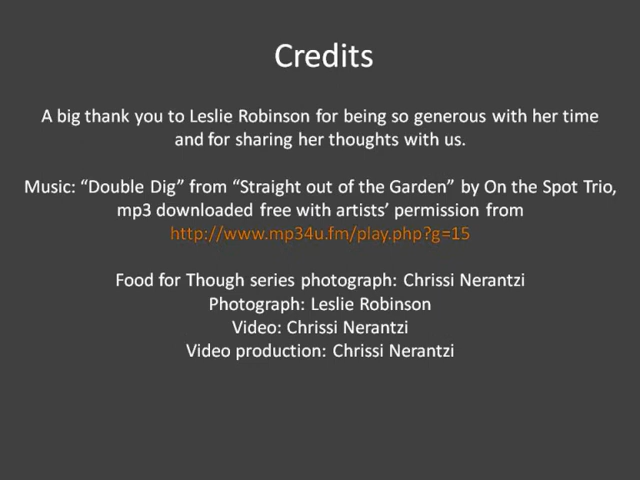 Credits
A big thank you to Leslie Robinson for being so generous with her time
and for sharing her thoughts with us.
Music: “Double Dig” from “Straight out of the Garden” by On the Spot Trio,
mp3 downloaded free with artists’ permission from
http://www.mp34u.fm/play.php?g=15
Food for Though series photograph: Chrissi Nerantzi
Photograph: Leslie Robinson
Video: Chrissi Nerantzi
Video production: Chrissi Nerantzi